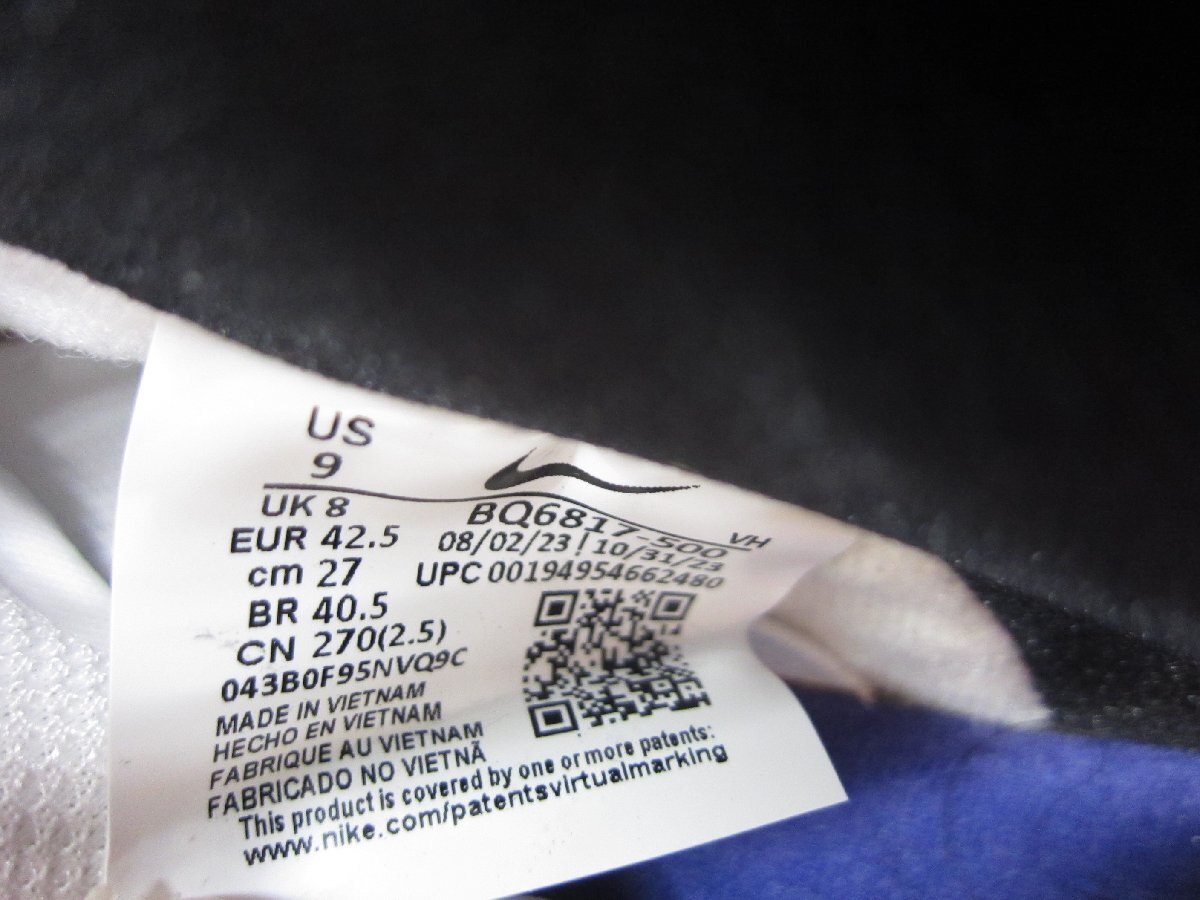 US
9
UK 8
EUR 42.5
cm 27
BR 40.5
CN 270(2.5)
043B0F95NVQ9C
MADE IN VIETNAM
HECHO EN VIETNAM
FABRIQUE AU VIETNAM
FABRICADO NO VIETNÃ
This product is covered by one or more patents:
www.nike.com/patentsvirtualmarking
VH
BQ6817-500
08/02/23 ! 10/31/23
UPC 00194954662480